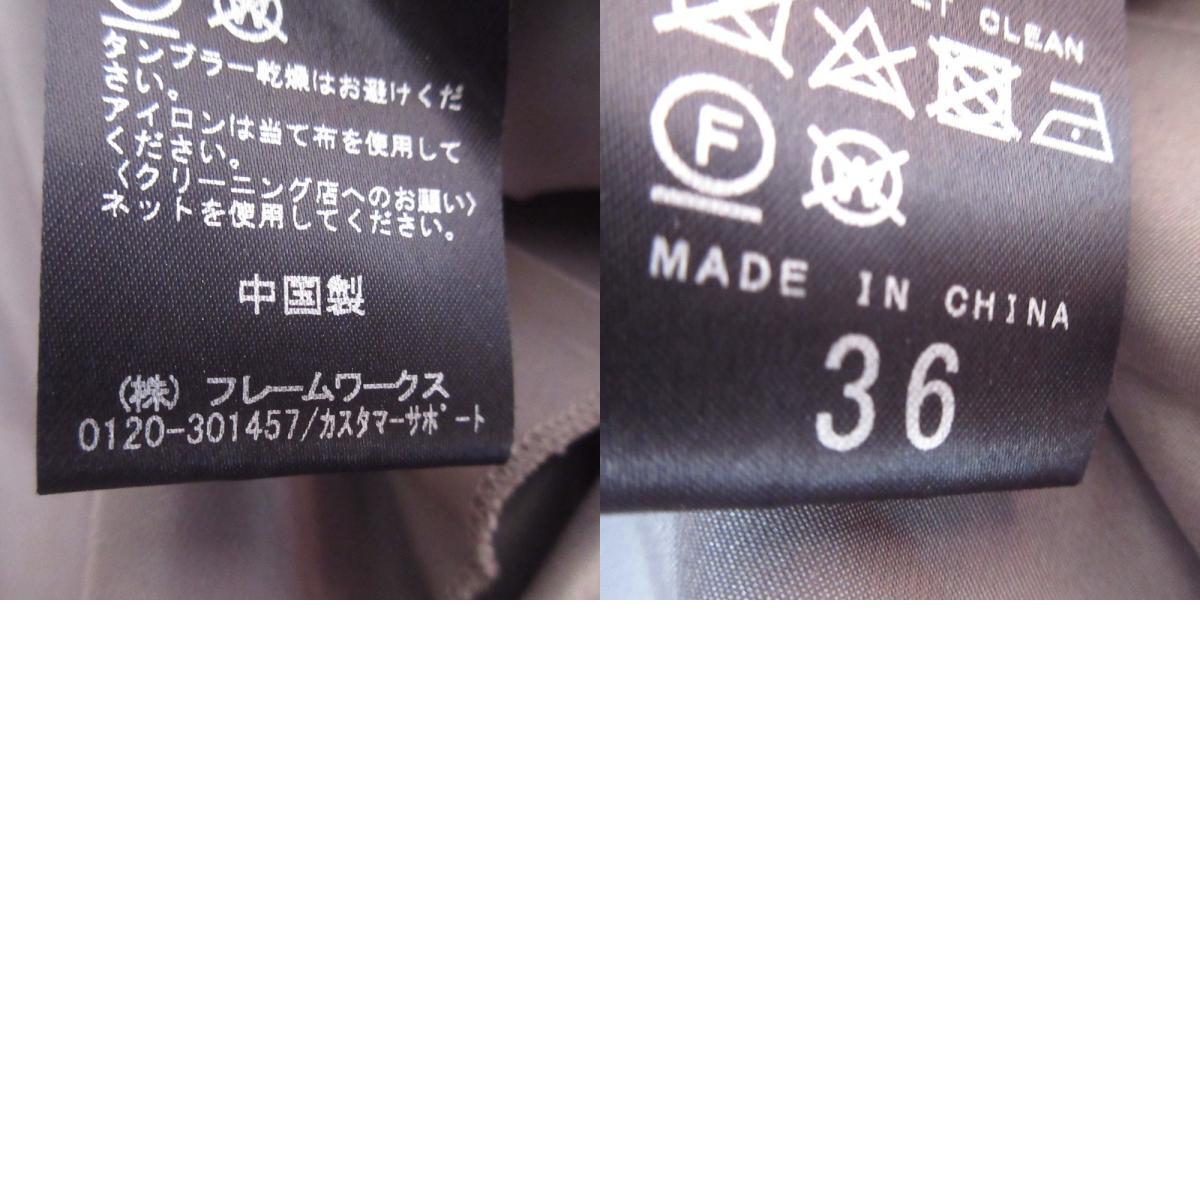 タンブラー乾燥はお避けくだ
さい。
アイロンは当て布を使用して
ください。
〈クリーニング店へのお願い〉
ネットを使用してください。
中国製
(株) フレームワークス
0120-301457/カスタマーサポート
CLEAN
F
W
MADE IN CHINA
36